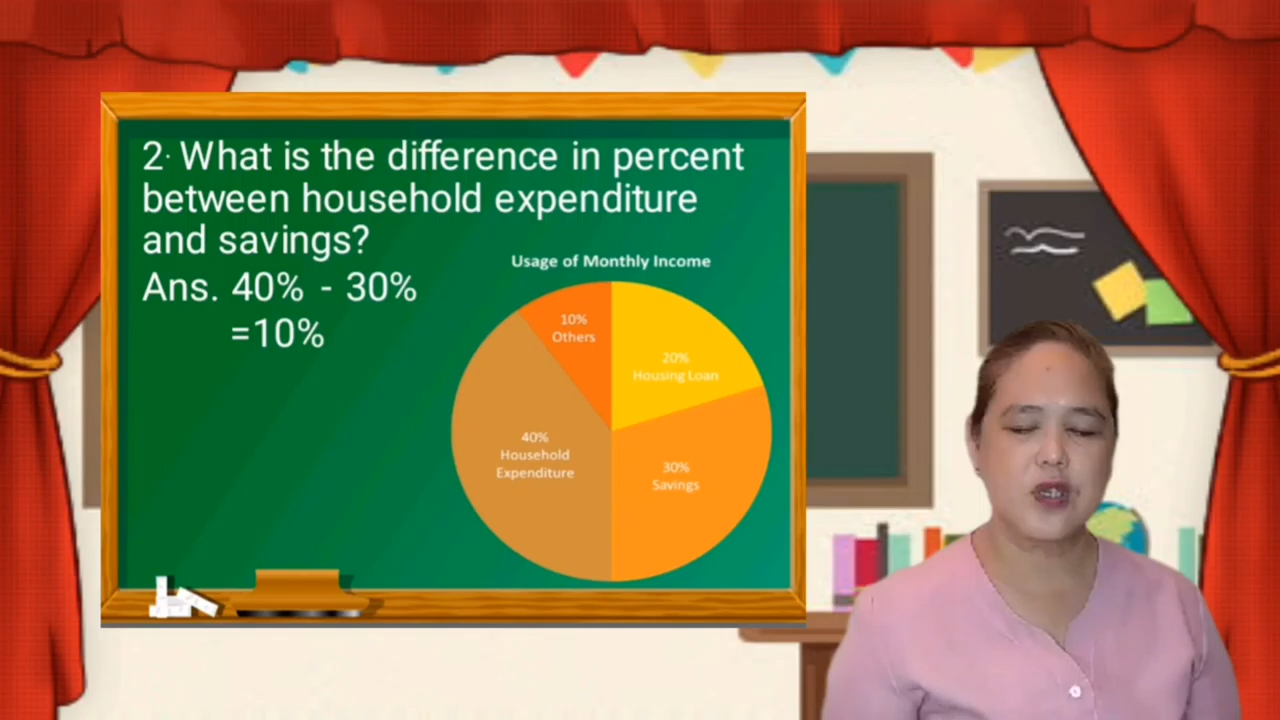 2. What is the difference in percent
between household expenditure
and savings?
Ans. 40% - 30%
=10%
Usage of Monthly Income
10%
Others
20%
Housing Loan
40%
Household
Expenditure
30%
Savings